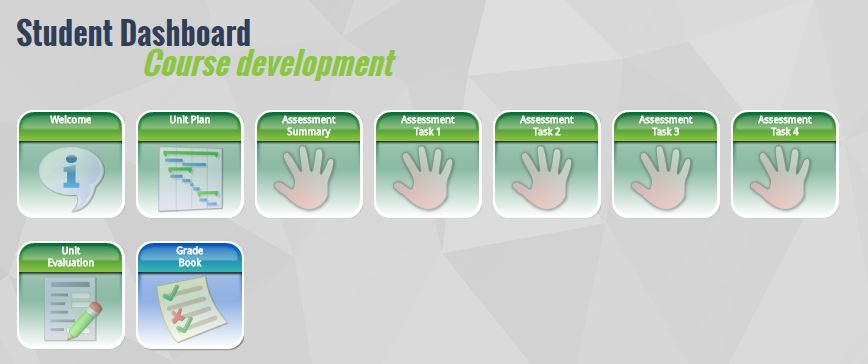 Student Dashboard
Course development
Welcome
Unit Plan
Assessment
Summary
Assessment
Task 1
Assessment
Task 2
Assessment
Task 3
Assessment
Task 4
Unit
Evaluation
Grade
Book